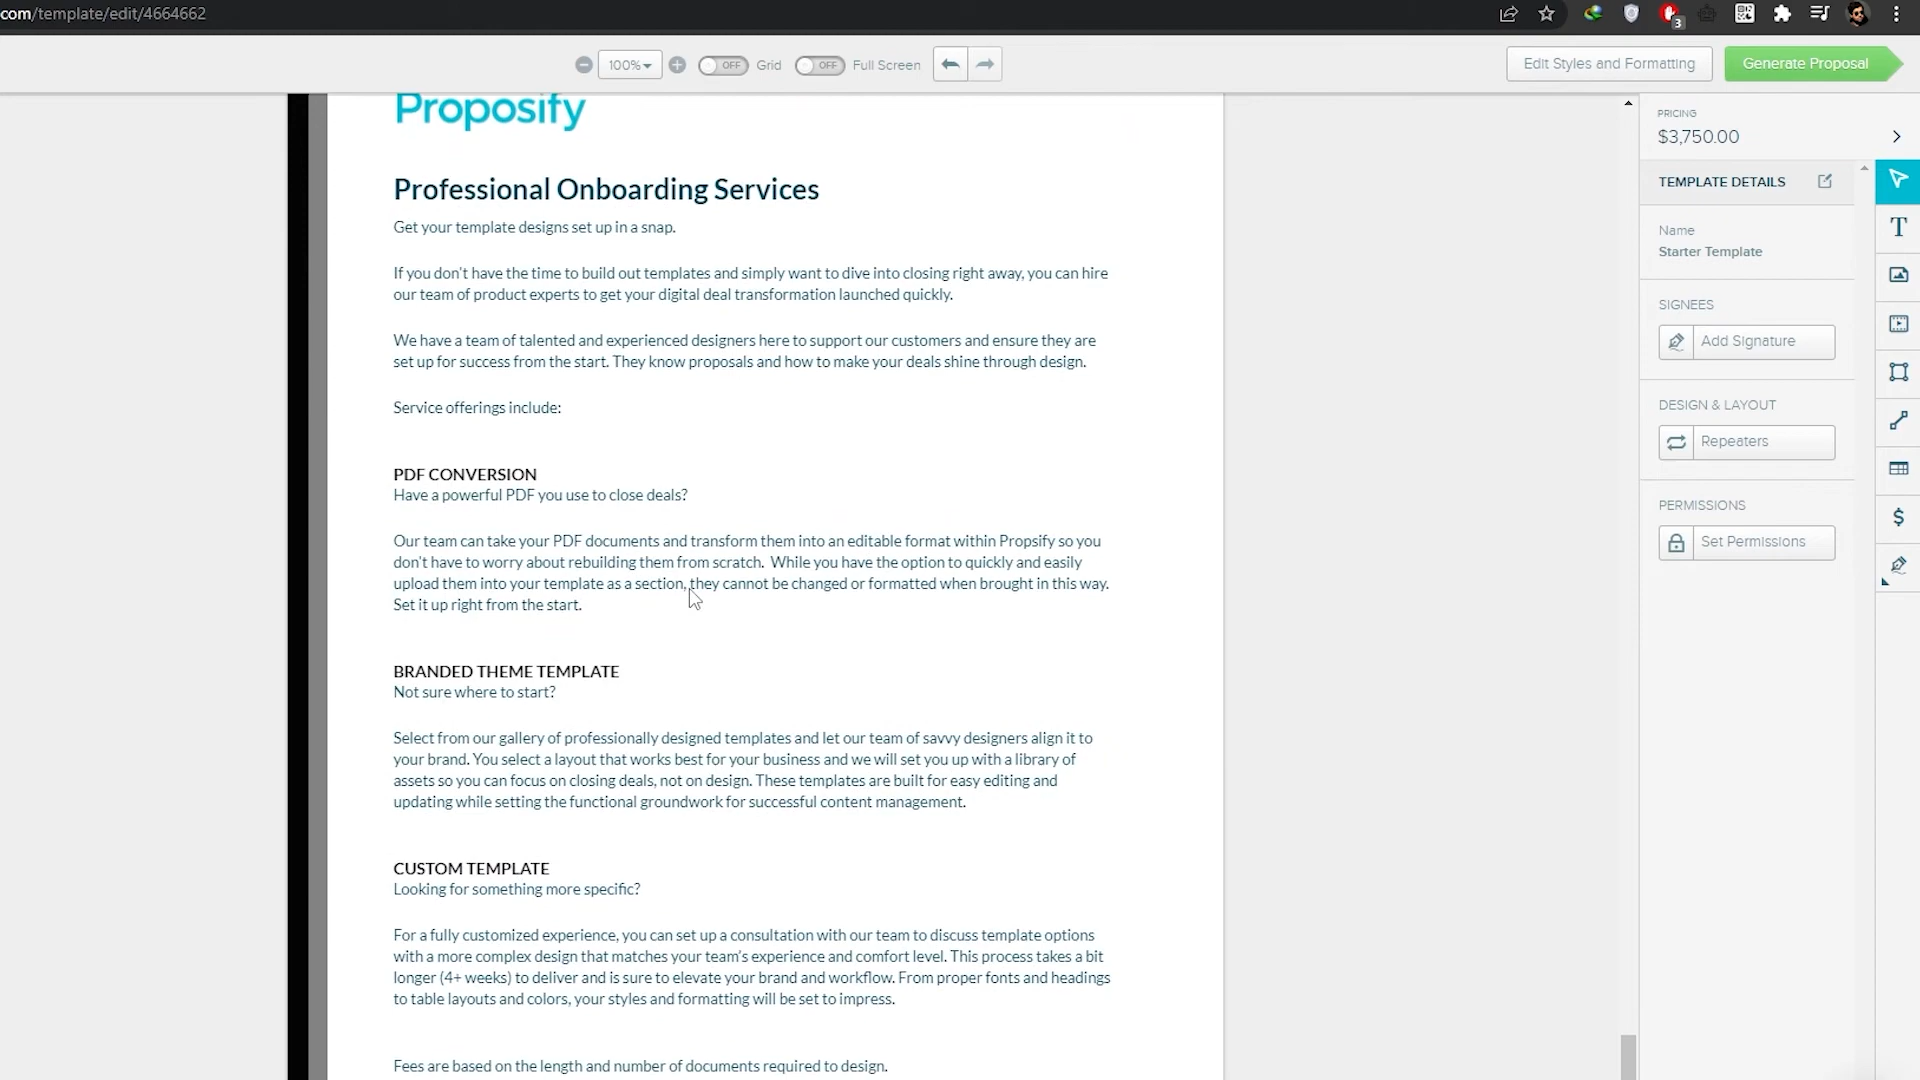 com/template/edit/4664662
3
100%
OFF
Grid
OFF
Full Screen
Edit Styles and Formatting
Generate Proposal
Proposify
Professional Onboarding Services
Get your template designs set up in a snap.
If you don't have the time to build out templates and simply want to dive into closing right away, you can hire
our team of product experts to get your digital deal transformation launched quickly.
We have a team of talented and experienced designers here to support our customers and ensure they are
set up for success from the start. They know proposals and how to make your deals shine through design.
Service offerings include:
PDF CONVERSION
Have a powerful PDF you use to close deals?
Our team can take your PDF documents and transform them into an editable format within Propsify so you
don't have to worry about rebuilding them from scratch. While you have the option to quickly and easily
upload them into your template as a section, they cannot be changed or formatted when brought in this way.
Set it up right from the start.
BRANDED THEME TEMPLATE
Not sure where to start?
Select from our gallery of professionally designed templates and let our team of savvy designers align it to
your brand. You select a layout that works best for your business and we will set you up with a library of
assets so you can focus on closing deals, not on design. These templates are built for easy editing and
updating while setting the functional groundwork for successful content management.
CUSTOM TEMPLATE
Looking for something more specific?
For a fully customized experience, you can set up a consultation with our team to discuss template options
with a more complex design that matches your team's experience and comfort level. This process takes a bit
longer (4+ weeks) to deliver and is sure to elevate your brand and workflow. From proper fonts and headings
to table layouts and colors, your styles and formatting will be set to impress.
Fees are based on the length and number of documents required to design.
PRICING
$3,750.00
TEMPLATE DETAILS
Name
Starter Template
SIGNEES
Add Signature
DESIGN & LAYOUT
Repeaters
PERMISSIONS
Set Permissions
T
$